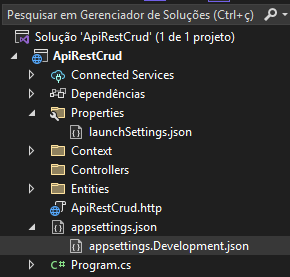 Pesquisar em Gerenciador de Soluções (Ctrl+ç)
Solução 'ApiRestCrud' (1 de 1 projeto)
ApiRestCrud
Connected Services
Dependências
Properties
launchSettings.json
Context
Controllers
Entities
ApiRestCrud.http
appsettings.json
appsettings.Development.json
C# Program.cs